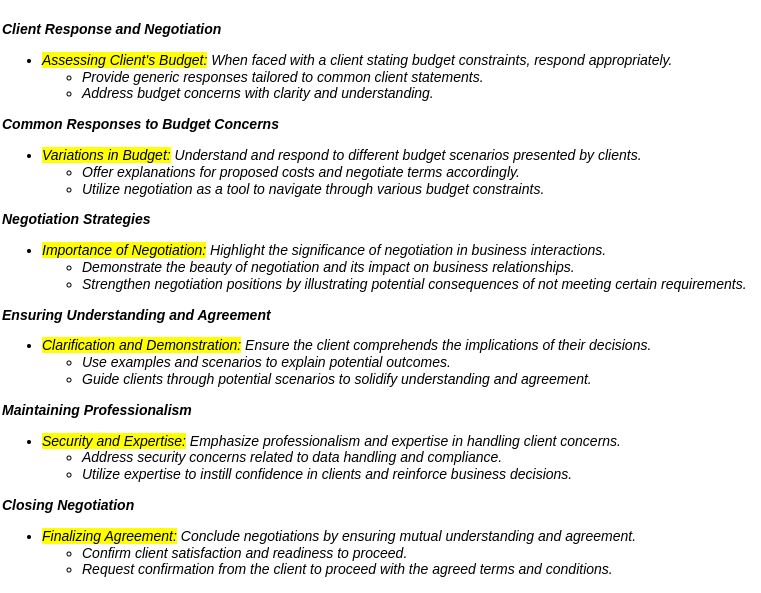 Client Response and Negotiation
• Assessing Client's Budget: When faced with a client stating budget constraints, respond appropriately.
◦ Provide generic responses tailored to common client statements.
◦ Address budget concerns with clarity and understanding.
Common Responses to Budget Concerns
• Variations in Budget: Understand and respond to different budget scenarios presented by clients.
◦ Offer explanations for proposed costs and negotiate terms accordingly.
◦ Utilize negotiation as a tool to navigate through various budget constraints.
Negotiation Strategies
• Importance of Negotiation: Highlight the significance of negotiation in business interactions.
◦ Demonstrate the beauty of negotiation and its impact on business relationships.
◦ Strengthen negotiation positions by illustrating potential consequences of not meeting certain requirements.
Ensuring Understanding and Agreement
• Clarification and Demonstration: Ensure the client comprehends the implications of their decisions.
◦ Use examples and scenarios to explain potential outcomes.
◦ Guide clients through potential scenarios to solidify understanding and agreement.
Maintaining Professionalism
• Security and Expertise: Emphasize professionalism and expertise in handling client concerns.
◦ Address security concerns related to data handling and compliance.
◦ Utilize expertise to instill confidence in clients and reinforce business decisions.
Closing Negotiation
• Finalizing Agreement: Conclude negotiations by ensuring mutual understanding and agreement.
◦ Confirm client satisfaction and readiness to proceed.
◦ Request confirmation from the client to proceed with the agreed terms and conditions.